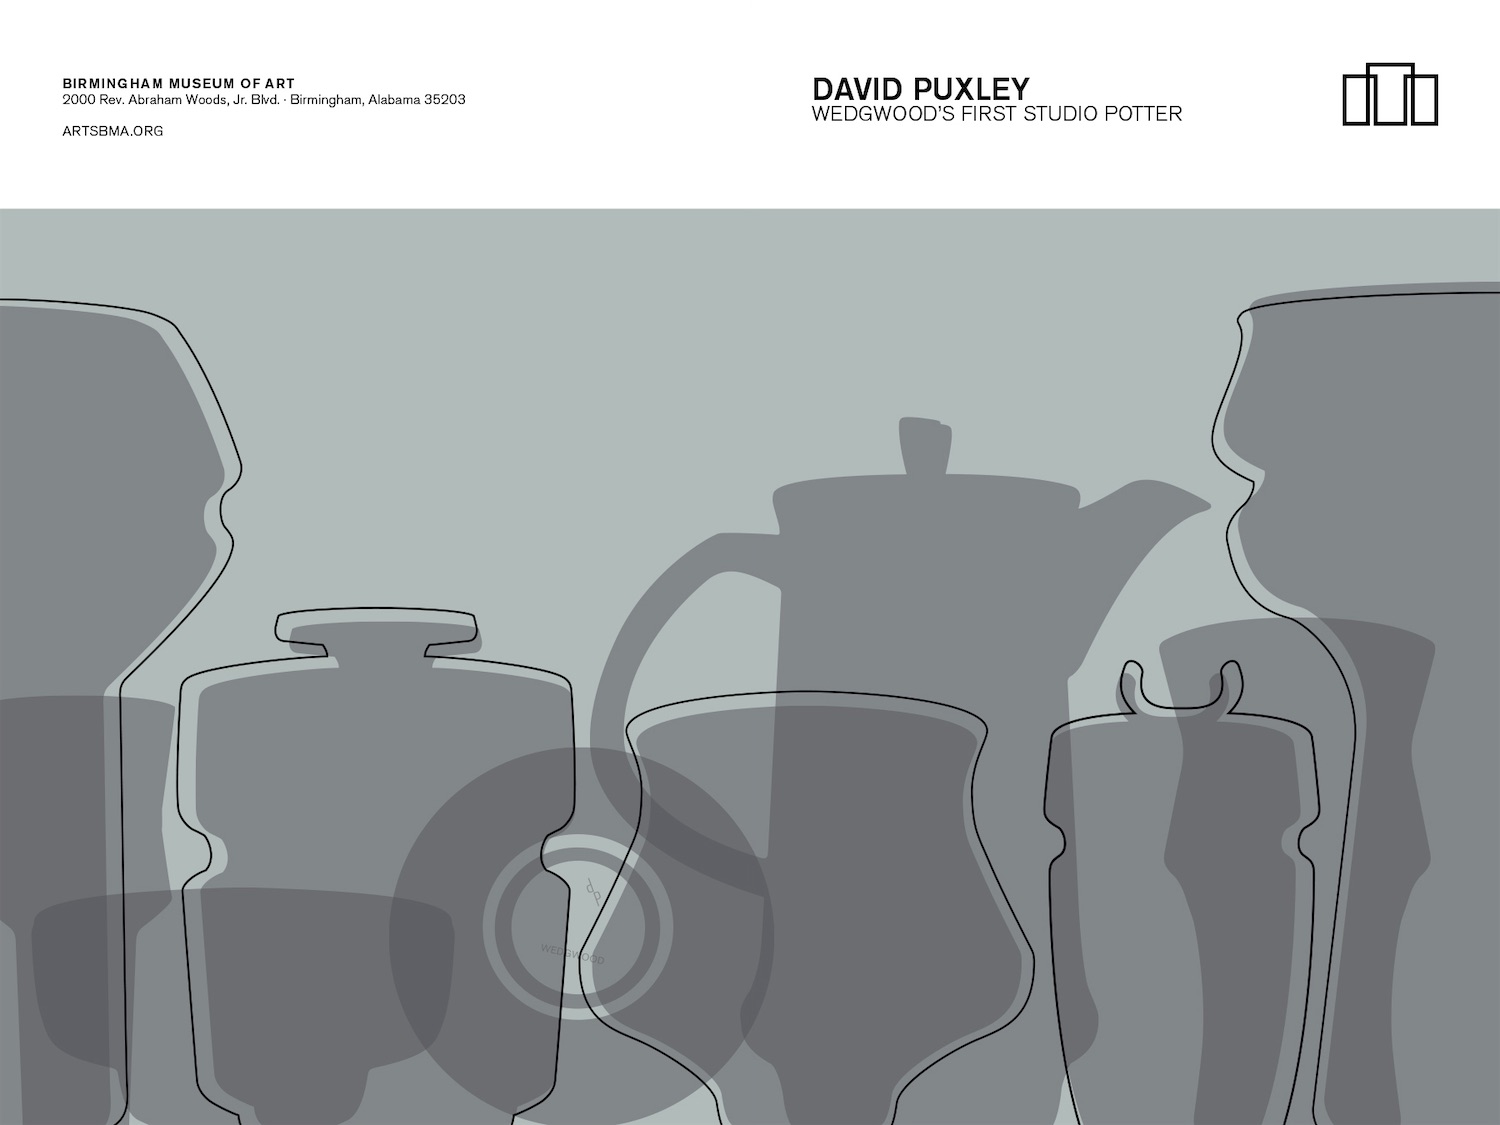 BIRMINGHAM MUSEUM OF ART
2000 Rev. Abraham Woods, Jr. Blvd. · Birmingham, Alabama 35203
ARTSBMA.ORG
DAVID PUXLEY
WEDGWOOD'S FIRST STUDIO POTTER
WEDGWOOD